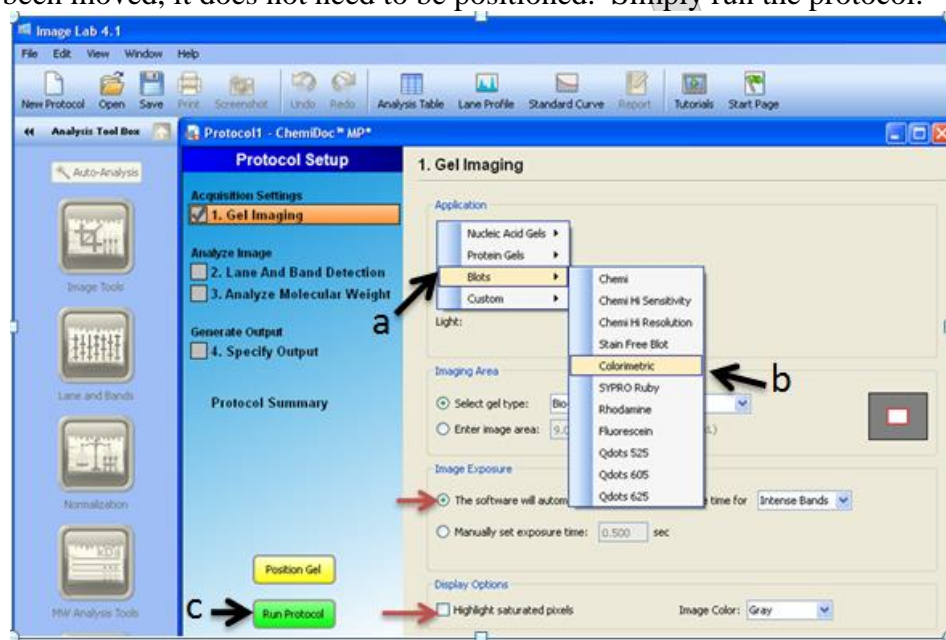 been moved, it does not need to be positioned. Simply run the protocol.
Image Lab 4.1
File Edit View Window Help
New Protocol Open Save Print Screenshot Undo Redo Analysis Table Lane Profile Standard Curve Report Tutorials Start Page
Analysis Tool Box
Protocol1 - ChemiDoc™ MP*
Auto-Analysis
Image Tools
Lane and Bands
Normalization
MW Analysis Tools
Protocol Setup
Acquisition Settings
1. Gel Imaging
Analyze Image
2. Lane And Band Detection
3. Analyze Molecular Weight
Generate Output
4. Specify Output
Protocol Summary
Position Gel
c
Run Protocol
1. Gel Imaging
Application
Nucleic Acid Gels
Protein Gels
Blots
Custom
a
Chemi
Chemi Hi Sensitivity
Chemi Hi Resolution
Stain Free Blot
Colorimetric
SYPRO Ruby
Rhodamine
Fluorescein
Qdots 525
Qdots 605
Qdots 625
b
Light:
Imaging Area
Select gel type: Bio-
Enter image area: 9.0
Image Exposure
The software will autom time for Intense Bands
Manually set exposure time: 0.500 sec
Display Options
Highlight saturated pixels Image Color: Gray